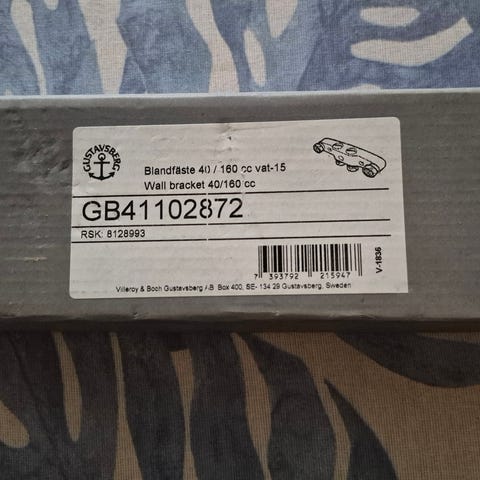 GUSTAVSBERG
Blandfäste 40 / 160 cc vat-15
Wall bracket 40/160 cc
GB41102872
RSK: 8128993
7 393792 215947
V-1836
Villeroy & Boch Gustavsberg AB Box 400, SE- 134 29 Gustavsberg, Sweden